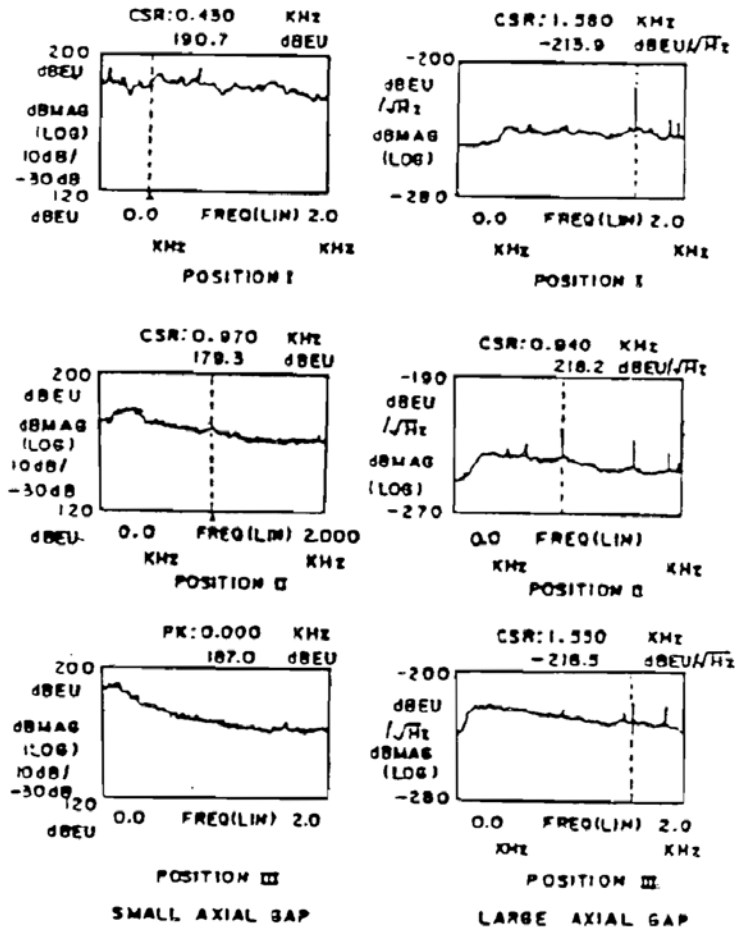 CSR:0.430 KHz
190.7 dBEU
200
dBEU
dBMAG
(LOG)
10dB/
-30dB
120
dBEU
0.0 FREQ(LIN) 2.0
KHz KHz
POSITION I
CSR:1.580 KHz
-213.9 dBEU/√Hz
-200
dBEU
/√Hz
dBMAG
(LOG)
-280
0.0 FREQ(LIN) 2.0
KHz KHz
POSITION I
CSR:0.970 KHz
179.3 dBEU
200
dBEU
dBMAG
(LOG)
10dB/
-30dB
120
dBEU
0.0 FREQ(LIN) 2.000
KHz KHz
POSITION II
CSR:0.940 KHz
218.2 dBEU/√Hz
-190
dBEU
/√Hz
dBMAG
(LOG)
-270
0.0 FREQ(LIN)
KHz KHz
POSITION II
PK:0.000 KHz
187.0 dBEU
200
dBEU
dBMAG
(LOG)
10dB/
-30dB
120
dBEU
0.0 FREQ(LIN) 2.0
KHz KHz
POSITION III
SMALL AXIAL GAP
CSR:1.550 KHz
-218.5 dBEU/√Hz
-200
dBEU
/√Hz
dBMAG
(LOG)
-280
0.0 FREQ(LIN) 2.0
KHz KHz
POSITION III
LARGE AXIAL GAP